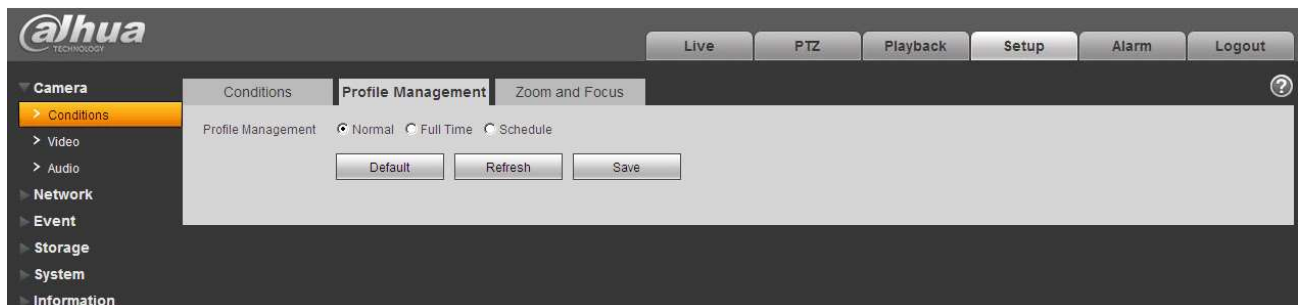 alhua
TECHNOLOGY
Live PTZ Playback Setup Alarm Logout
Camera
Conditions Profile Management Zoom and Focus ?
> Conditions
Profile Management Normal Full Time Schedule
> Video
> Audio
Default Refresh Save
Network
Event
Storage
System
Information